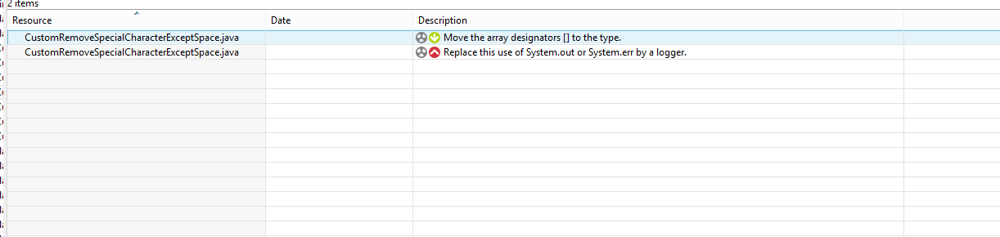 2 items
Resource Date Description
CustomRemoveSpecialCharacterExceptSpace.java Move the array designators [] to the type.
CustomRemoveSpecialCharacterExceptSpace.java Replace this use of System.out or System.err by a logger.